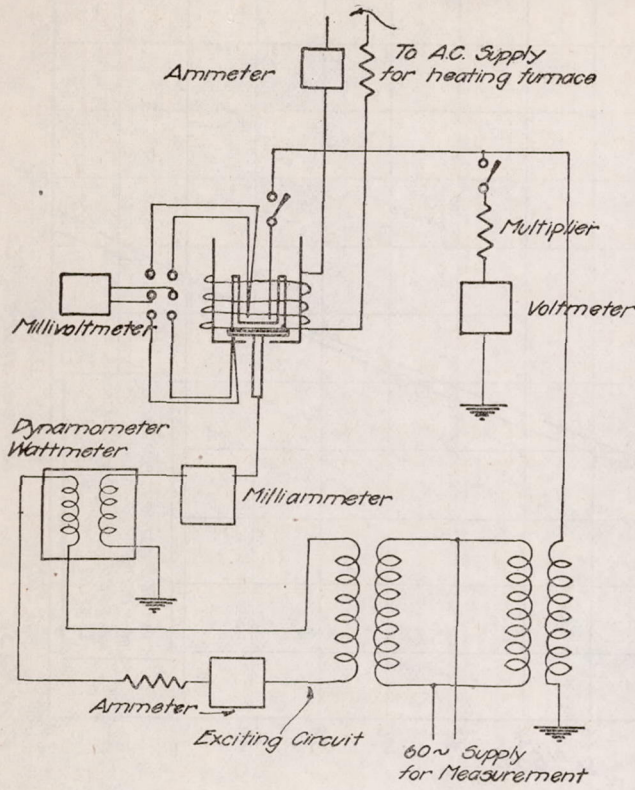 To A.C. Supply
for heating furnace
Ammeter
Multiplier
Voltmeter
Millivoltmeter
Dynamometer
Wattmeter
Milliammeter
Ammeter
Exciting Circuit
60~ Supply
for Measurement